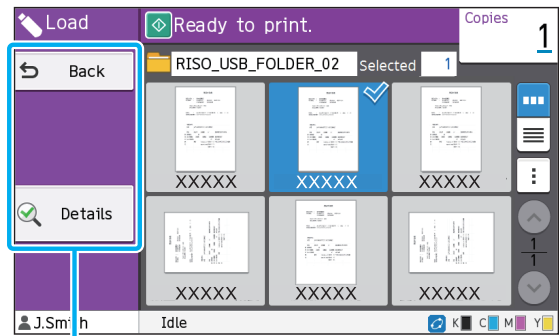 Load
Ready to print.
Copies
1
Back
RISO_USB_FOLDER_02
Selected 1
XXXXX XXXXX XXXXX
Details
1
1
XXXXX XXXXX XXXXX
J.Smith
Idle
K C M Y